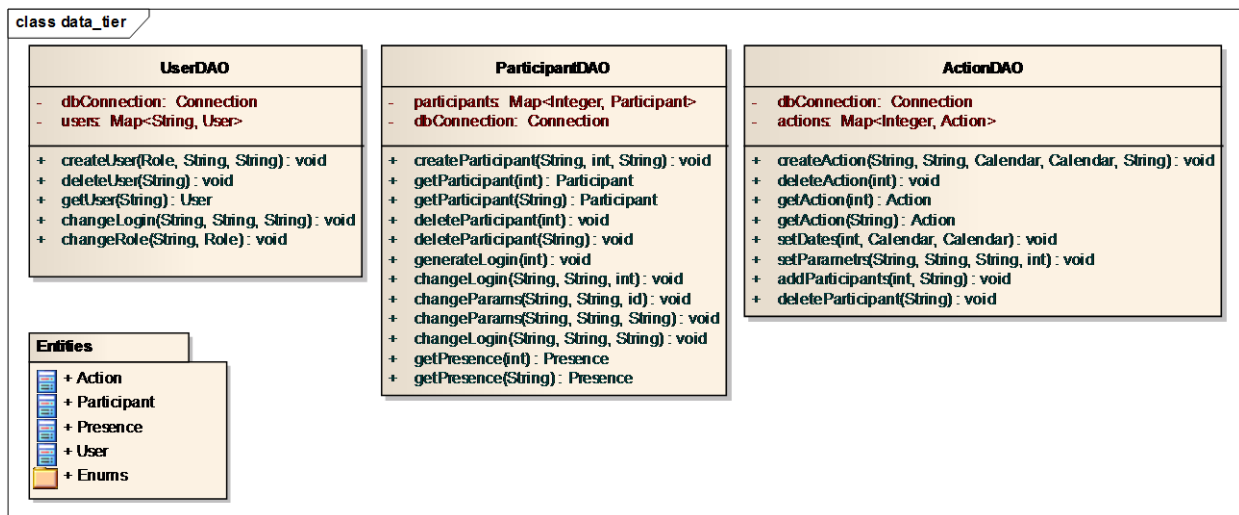 class data_tier
UserDAO
- dbConnection: Connection
- users: Map<String, User>
+ createUser(Role, String, String) : void
+ deleteUser(String) : void
+ getUser(String) : User
+ changeLogin(String, String, String) : void
+ changeRole(String, Role) : void
ParticipantDAO
- participants: Map<Integer, Participant>
- dbConnection: Connection
+ createParticipant(String, int, String) : void
+ getParticipant(int) : Participant
+ getParticipant(String) : Participant
+ deleteParticipant(int) : void
+ deleteParticipant(String) : void
+ generateLogin(int) : void
+ changeLogin(String, String, int) : void
+ changeParams(String, String, id) : void
+ changeParams(String, String, String) : void
+ changeLogin(String, String, String) : void
+ getPresence(int) : Presence
+ getPresence(String) : Presence
ActionDAO
- dbConnection: Connection
- actions: Map<Integer, Action>
+ createAction(String, String, Calendar, Calendar, String) : void
+ deleteAction(int) : void
+ getAction(int) : Action
+ getAction(String) : Action
+ setDates(int, Calendar, Calendar) : void
+ setParametrs(String, String, String, int) : void
+ addParticipants(int, String) : void
+ deleteParticipant(String) : void
Entities
+ Action
+ Participant
+ Presence
+ User
+ Enums